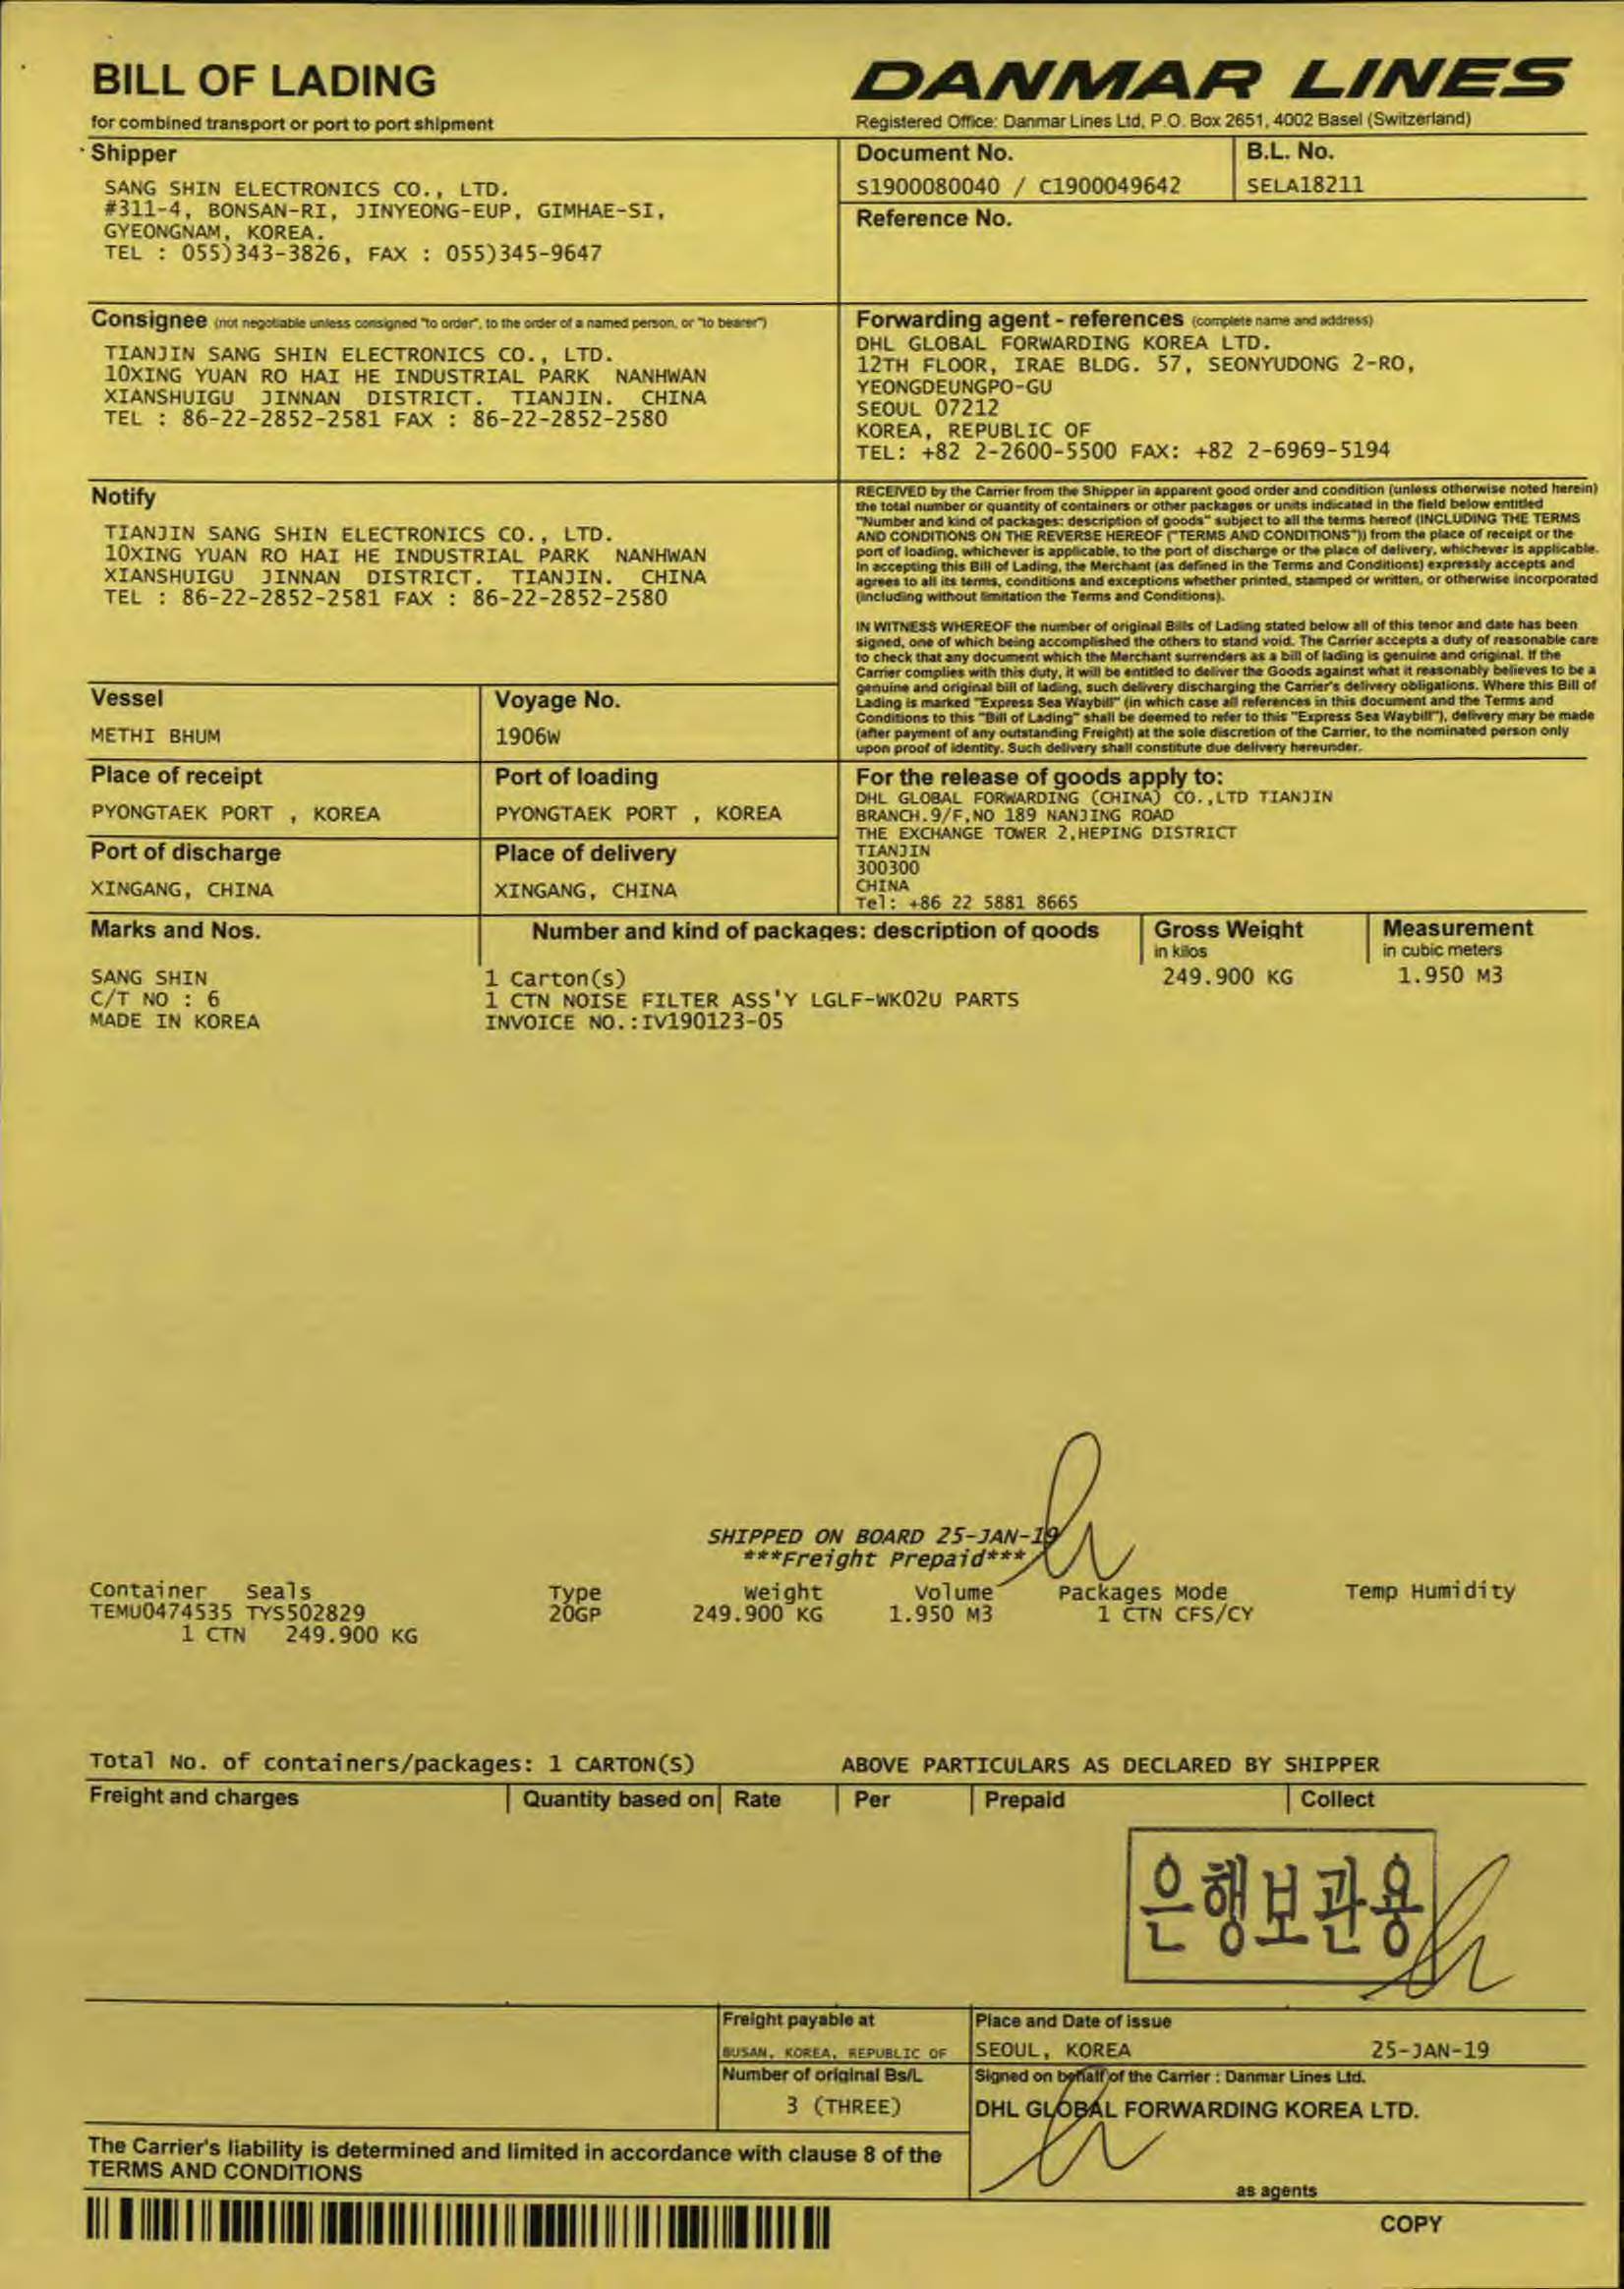 BILL OF LADING
for combined transport or port to port shipment
DANMAR LINES
Registered Office: Danmar Lines Ltd, P.O. Box 2651, 4002 Basel (Switzerland)
Shipper
SANG SHIN ELECTRONICS CO., LTD.
#311-4, BONSAN-RI, JINYEONG-EUP, GIMHAE-SI,
GYEONGNAM, KOREA.
TEL : 055)343-3826, FAX : 055)345-9647
Document No.
S1900080040 / C1900049642
B.L. No.
SELA18211
Reference No.
Consignee (not negotiable unless consigned "to order", to the order of a named person, or "to bearer")
TIANJIN SANG SHIN ELECTRONICS CO., LTD.
10XING YUAN RO HAI HE INDUSTRIAL PARK NANHWAN
XIANSHUIGU JINNAN DISTRICT. TIANJIN. CHINA
TEL : 86-22-2852-2581 FAX : 86-22-2852-2580
Forwarding agent - references (complete name and address)
DHL GLOBAL FORWARDING KOREA LTD.
12TH FLOOR, IRAE BLDG. 57, SEONYUDONG 2-RO,
YEONGDEUNGPO-GU
SEOUL 07212
KOREA, REPUBLIC OF
TEL: +82 2-2600-5500 FAX: +82 2-6969-5194
Notify
TIANJIN SANG SHIN ELECTRONICS CO., LTD.
10XING YUAN RO HAI HE INDUSTRIAL PARK NANHWAN
XIANSHUIGU JINNAN DISTRICT. TIANJIN. CHINA
TEL : 86-22-2852-2581 FAX : 86-22-2852-2580
RECEIVED by the Carrier from the Shipper in apparent good order and condition (unless otherwise noted herein)
the total number or quantity of containers or other packages or units indicated in the field below entitled
"Number and kind of packages: description of goods" subject to all the terms hereof (INCLUDING THE TERMS
AND CONDITIONS ON THE REVERSE HEREOF ("TERMS AND CONDITIONS")) from the place of receipt or the
port of loading, whichever is applicable, to the port of discharge or the place of delivery, whichever is applicable.
In accepting this Bill of Lading, the Merchant (as defined in the Terms and Conditions) expressly accepts and
agrees to all its terms, conditions and exceptions whether printed, stamped or written, or otherwise incorporated
(including without limitation the Terms and Conditions).
IN WITNESS WHEREOF the number of original Bills of Lading stated below all of this tenor and date has been
signed, one of which being accomplished the others to stand void. The Carrier accepts a duty of reasonable care
to check that any document which the Merchant surrenders as a bill of lading is genuine and original. If the
Carrier complies with this duty, it will be entitled to deliver the Goods against what it reasonably believes to be a
genuine and original bill of lading, such delivery discharging the Carrier's delivery obligations. Where this Bill of
Lading is marked "Express Sea Waybill" (in which case all references in this document and the Terms and
Conditions to this "Bill of Lading" shall be deemed to refer to this "Express Sea Waybill"), delivery may be made
(after payment of any outstanding Freight) at the sole discretion of the Carrier, to the nominated person only
upon proof of identity. Such delivery shall constitute due delivery hereunder.
Vessel
METHI BHUM
Voyage No.
1906W
Place of receipt
PYONGTAEK PORT , KOREA
Port of loading
PYONGTAEK PORT , KOREA
Port of discharge
XINGANG, CHINA
Place of delivery
XINGANG, CHINA
For the release of goods apply to:
DHL GLOBAL FORWARDING (CHINA) CO.,LTD TIANJIN
BRANCH.9/F,NO 189 NANJING ROAD
THE EXCHANGE TOWER 2,HEPING DISTRICT
TIANJIN
300300
CHINA
Tel: +86 22 5881 8665
Marks and Nos. Number and kind of packages: description of goods Gross Weight Measurement
in kilos in cubic meters
SANG SHIN 1 Carton(s) 249.900 KG 1.950 M3
C/T NO : 6 1 CTN NOISE FILTER ASS'Y LGLF-WK02U PARTS
MADE IN KOREA INVOICE NO.:IV190123-05
SHIPPED ON BOARD 25-JAN-19
***Freight Prepaid***
Container Seals Type Weight Volume Packages Mode Temp Humidity
TEMU0474535 TYS502829 20GP 249.900 KG 1.950 M3 1 CTN CFS/CY
1 CTN 249.900 KG
Total No. of containers/packages: 1 CARTON(S) ABOVE PARTICULARS AS DECLARED BY SHIPPER
Freight and charges Quantity based on Rate Per Prepaid Collect
은행보관용
Freight payable at
BUSAN, KOREA, REPUBLIC OF
Place and Date of issue
SEOUL, KOREA 25-JAN-19
Number of original Bs/L
3 (THREE)
Signed on behalf of the Carrier : Danmar Lines Ltd.
DHL GLOBAL FORWARDING KOREA LTD.
as agents
The Carrier's liability is determined and limited in accordance with clause 8 of the
TERMS AND CONDITIONS
COPY